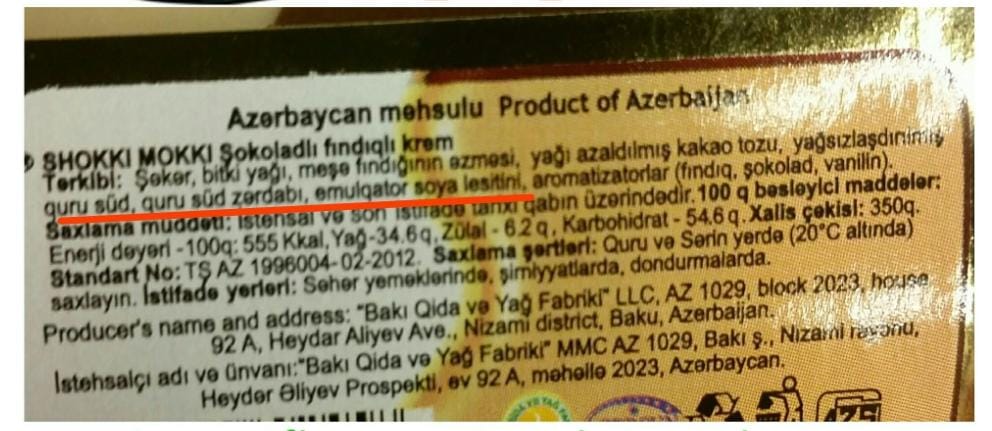 Azərbaycan məhsulu Product of Azerbaijan
SHOKKI MOKKI Şokoladlı fındıqlı krem
Tərkibi: Şəkər, bitki yağı, meşə fındığının əzməsi, yağı azaldılmış kakao tozu, yağsızlaşdırılmış
quru süd, quru süd zərdabı, emulqator soya lesitini, aromatizatorlar (fındıq, şokolad, vanilin).
Saxlama müddəti: İstehsal və son istifadə tarixi qabın üzərindədir. 100 q bəsləyici maddələr:
Enerji dəyəri -100q: 555 Kkal, Yağ-34.6q, Zülal - 6.2 q, Karbohidrat - 54.6 q. Xalis çəkisi: 350q.
Standart No: TŞ AZ 1996004-02-2012. Saxlama şərtləri: Quru və Sərin yerdə (20°C altında)
saxlayın. İstifadə yerləri: Səhər yeməklərində, şirniyyatlarda, dondurmalarda.
Producer's name and address: "Bakı Qida və Yağ Fabriki" LLC, AZ 1029, block 2023, house
92 A, Heydar Aliyev Ave., Nizami district, Baku, Azerbaijan.
İstehsalçı adı və ünvanı:"Bakı Qida və Yağ Fabriki" MMC AZ 1029, Bakı ş., Nizami rayonu,
Heydər Əliyev Prospekti, ev 92 A, məhəllə 2023, Azərbaycan.